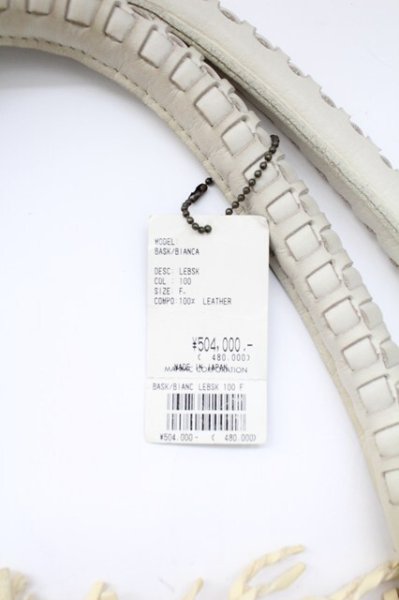 MODEL:
BASK/BIANCA
DESC: LEBSK
COL : 100
SIZE: F.
COMPO:100% LEATHER
¥504,000.-
( 480.000)
MADE IN JAPAN
CORPORATION
BASK/BIANC LEBSK 100 F
¥504,000- ( 480,000)